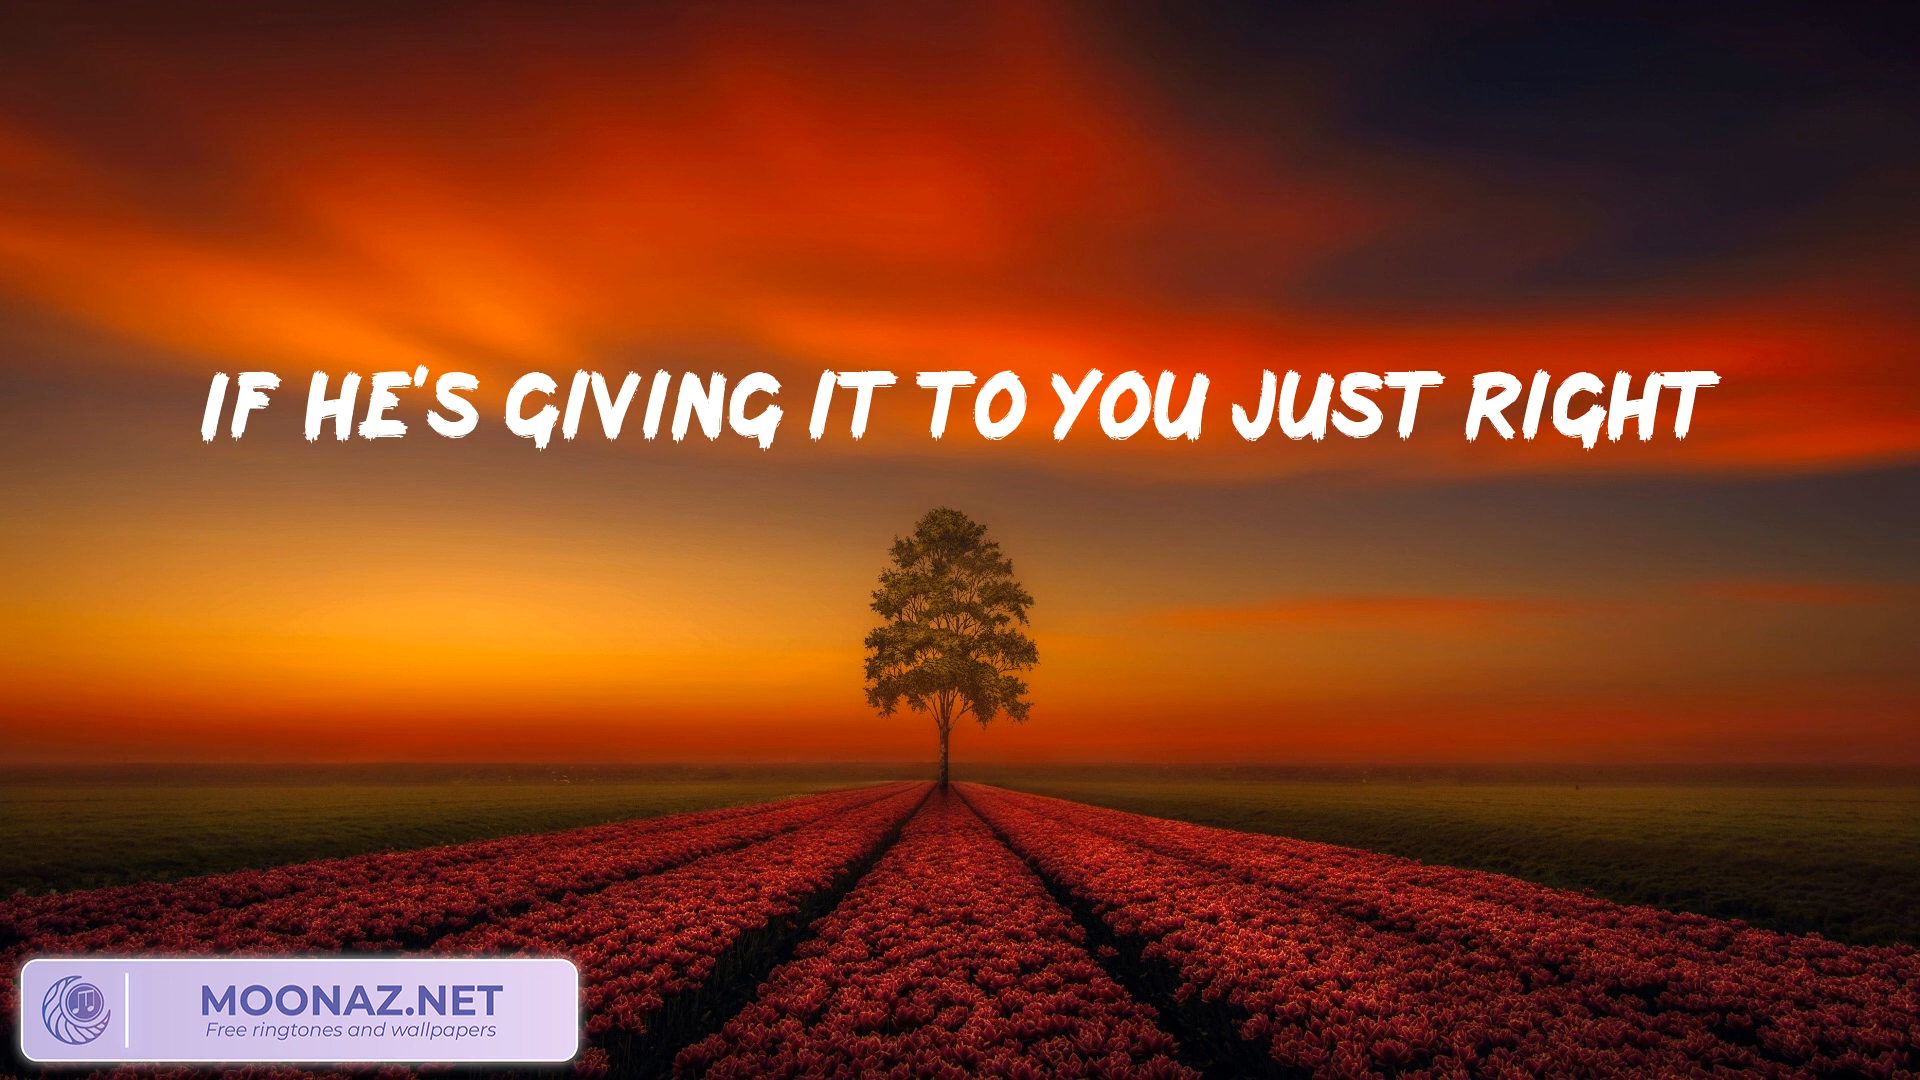 IF HE'S GIVING IT TO YOU JUST RIGHT
MOONAZ.NET
Free ringtones and wallpapers